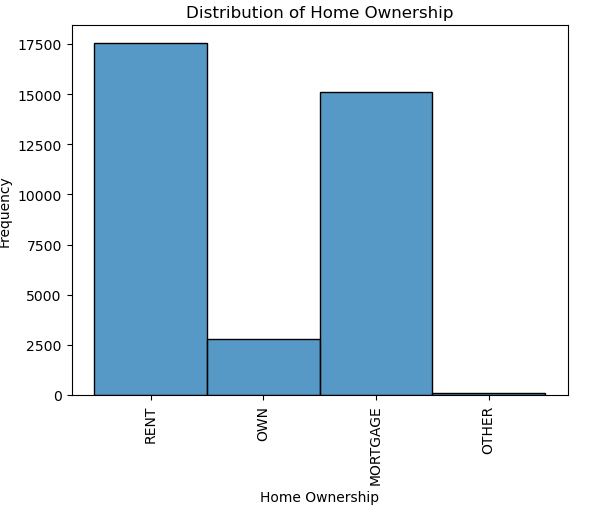 Distribution of Home Ownership
Frequency
17500
15000
12500
10000
7500
5000
2500
0
RENT
OWN
MORTGAGE
OTHER
Home Ownership